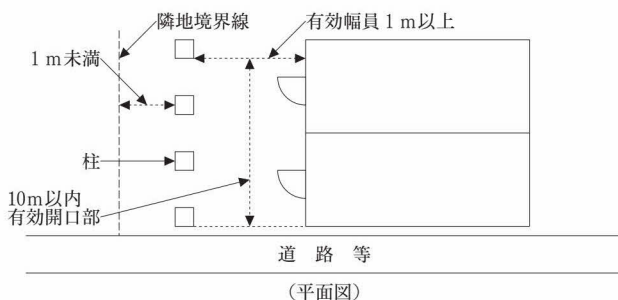 隣地境界線
有効幅員1m以上
1m未満
柱
10m以内
有効開口部
道路等
(平面図)